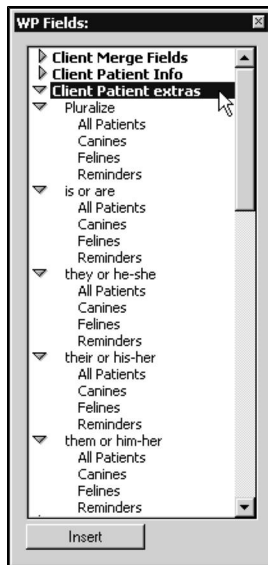 WP Fields:
Client Merge Fields
Client Patient Info
Client Patient extras
Pluralize
All Patients
Canines
Felines
Reminders
is or are
All Patients
Canines
Felines
Reminders
they or he-she
All Patients
Canines
Felines
Reminders
their or his-her
All Patients
Canines
Felines
Reminders
them or him-her
All Patients
Canines
Felines
Reminders
Insert